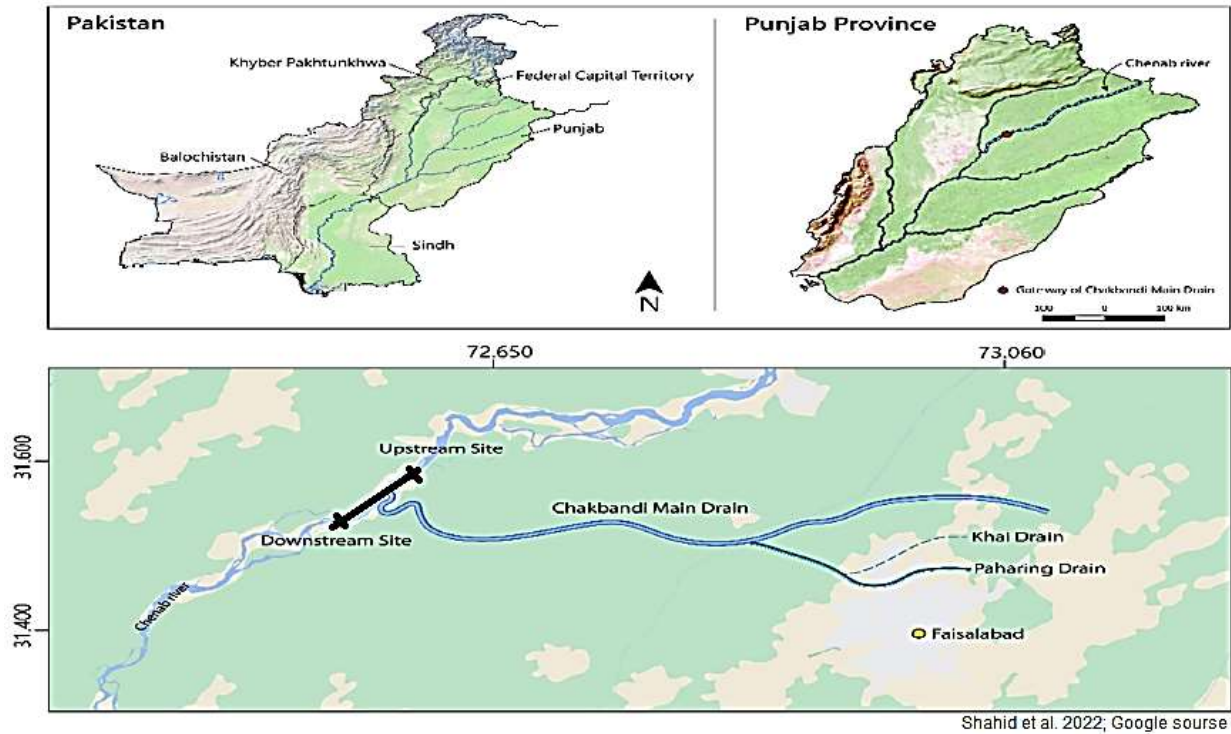 Pakistan
Punjab Province
Khyber Pakhtunkhwa
Federal Capital Territory
Chenab river
Punjab
Balochistan
Sindh
N
Gateway of Chakbandi Main Drain
100 0 100 km
72.650
73.060
31.600
Upstream Site
Chakbandi Main Drain
Khai Drain
Downstream Site
Paharing Drain
Chenab river
31.400
Faisalabad
Shahid et al. 2022; Google sourse